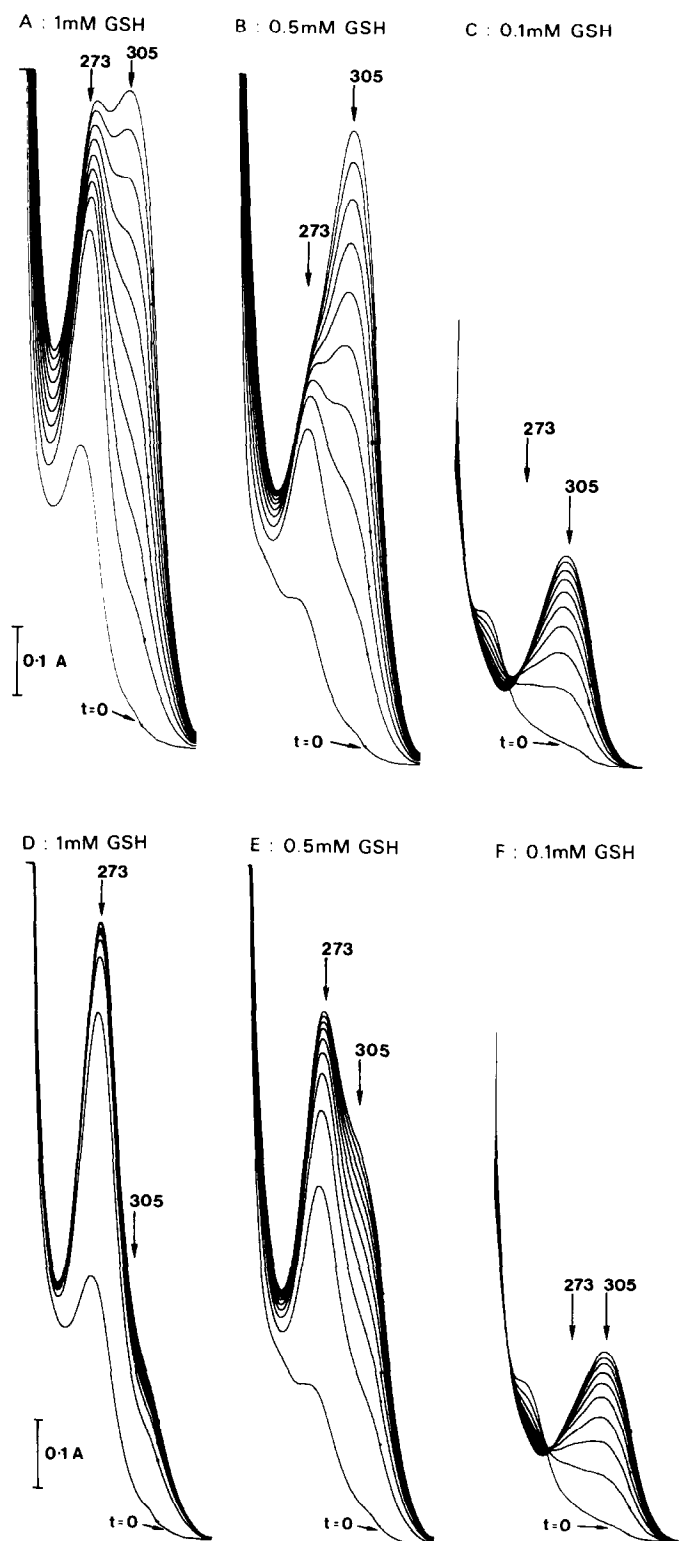 A : 1mM GSH
273
305
0·1 A
t=0
B : 0.5mM GSH
305
273
t=0
C : 0.1mM GSH
273
305
t=0
D : 1mM GSH
273
305
0·1 A
t=0
E : 0.5mM GSH
273
305
t=0
F : 0.1mM GSH
273
305
t=0